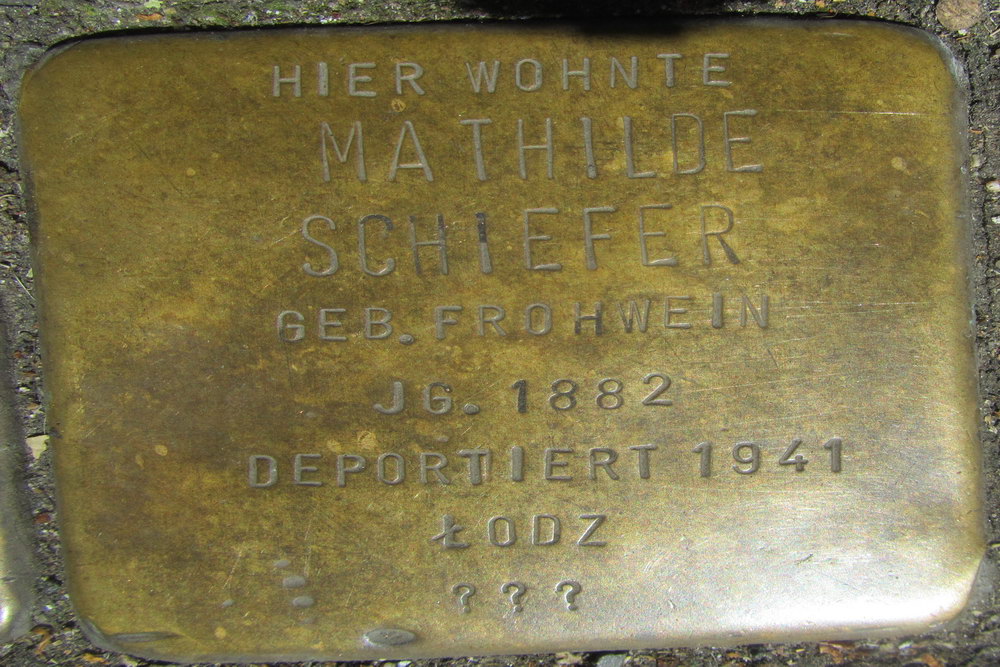 HIER WOHNTE
MATHILDE
SCHIEFER
GEB. FROHWEIN
JG. 1882
DEPORTIERT 1941
ŁODZ
???